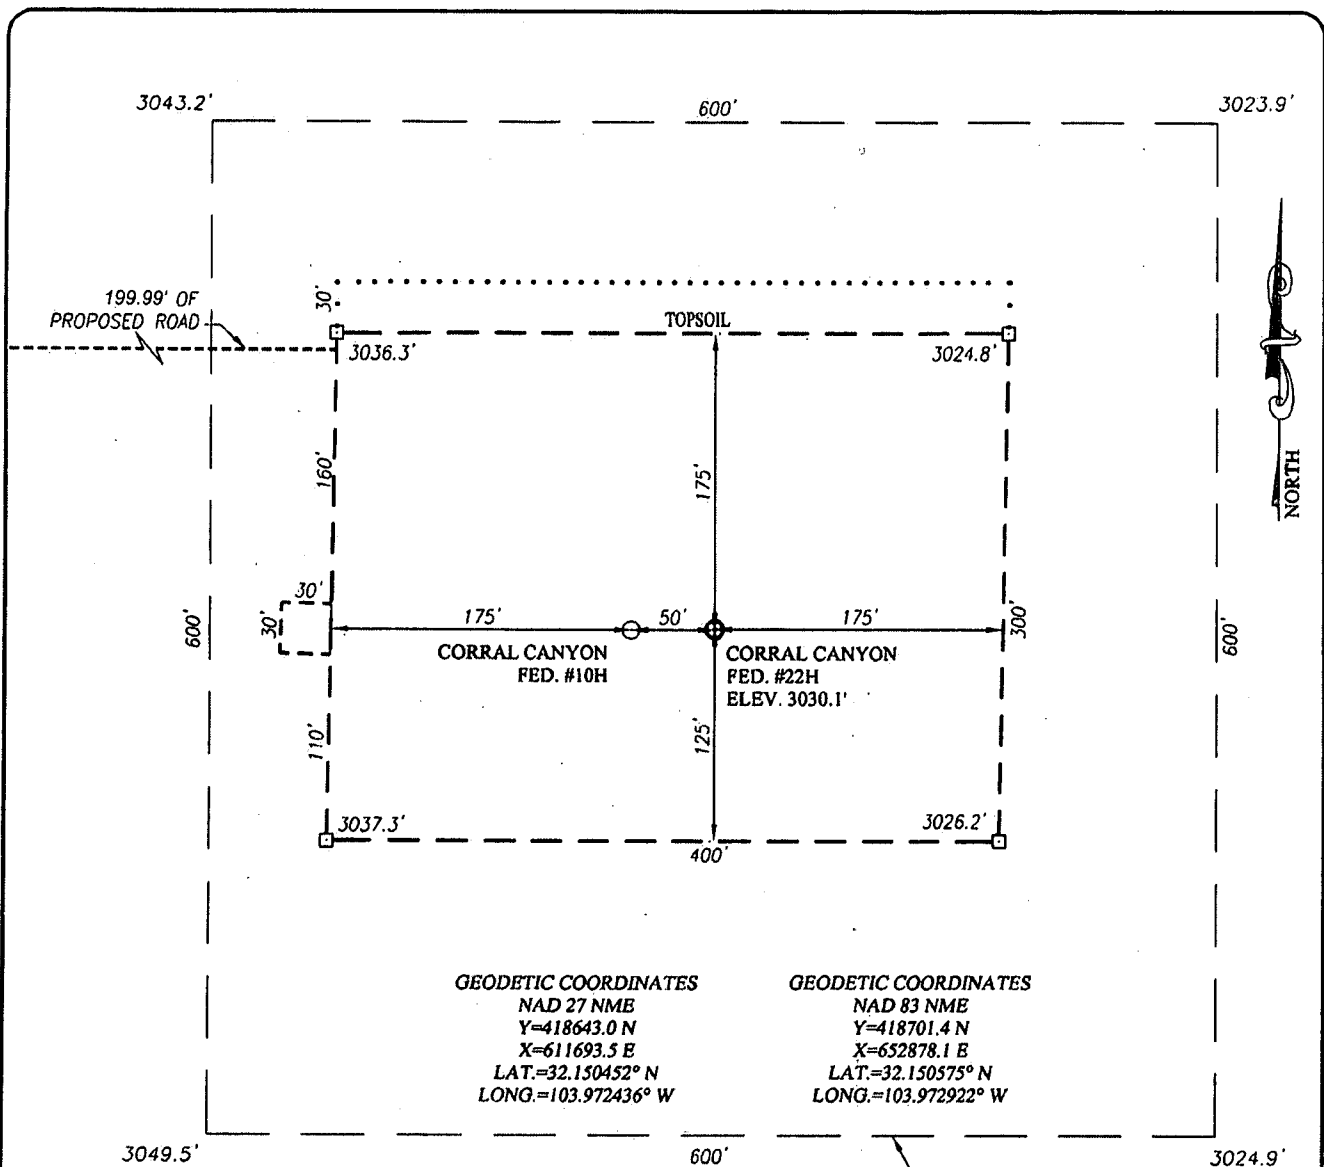 3043.2'
600'
3023.9'
199.99' OF
PROPOSED ROAD
30'
TOPSOIL
3036.3'
3024.8'
NORTH
160'
175'
30'
30'
600'
175'
50'
175'
300'
600'
CORRAL CANYON
FED. #10H
CORRAL CANYON
FED. #22H
ELEV. 3030.1'
110'
125'
3037.3'
3026.2'
400'
GEODETIC COORDINATES
NAD 27 NME
Y=418643.0 N
X=611693.5 E
LAT.=32.150452° N
LONG.=103.972436° W
GEODETIC COORDINATES
NAD 83 NME
Y=418701.4 N
X=652878.1 E
LAT.=32.150575° N
LONG.=103.972922° W
3049.5'
600'
3024.9'